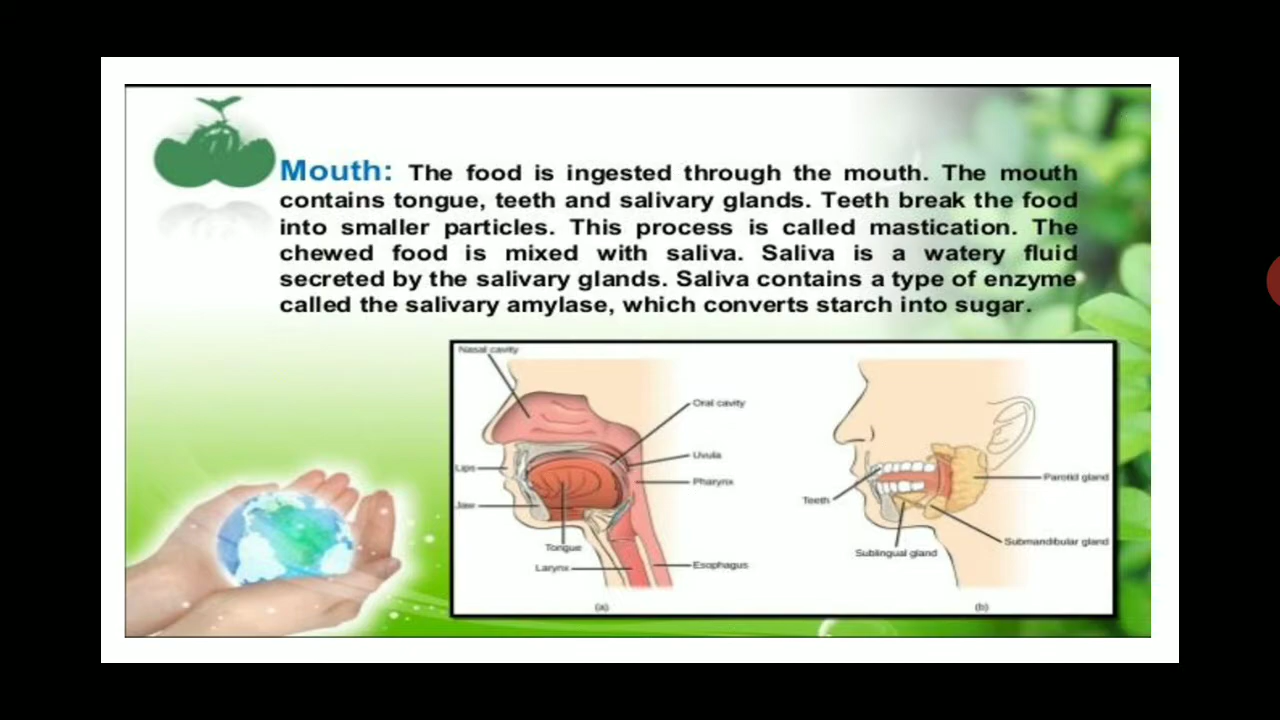 Mouth: The food is ingested through the mouth. The mouth
contains tongue, teeth and salivary glands. Teeth break the food
into smaller particles. This process is called mastication. The
chewed food is mixed with saliva. Saliva is a watery fluid
secreted by the salivary glands. Saliva contains a type of enzyme
called the salivary amylase, which converts starch into sugar.
Nasal cavity
Oral cavity
Uvula
Lips
Pharynx
Jaw
Tongue
Larynx
Esophagus
(a)
Parotid gland
Teeth
Submandibular gland
Sublingual gland
(b)